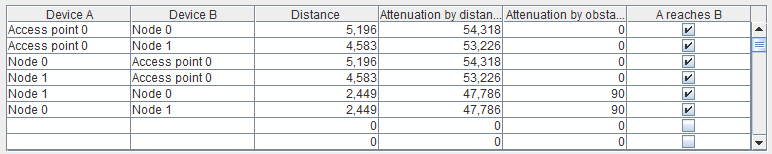 Device A Device B Distance Attenuation by distan... Attenuation by obsta... A reaches B
Access point 0 Node 0 5,196 54,318 0
Access point 0 Node 1 4,583 53,226 0
Node 0 Access point 0 5,196 54,318 0
Node 1 Access point 0 4,583 53,226 0
Node 1 Node 0 2,449 47,786 90
Node 0 Node 1 2,449 47,786 90
0 0 0
0 0 0